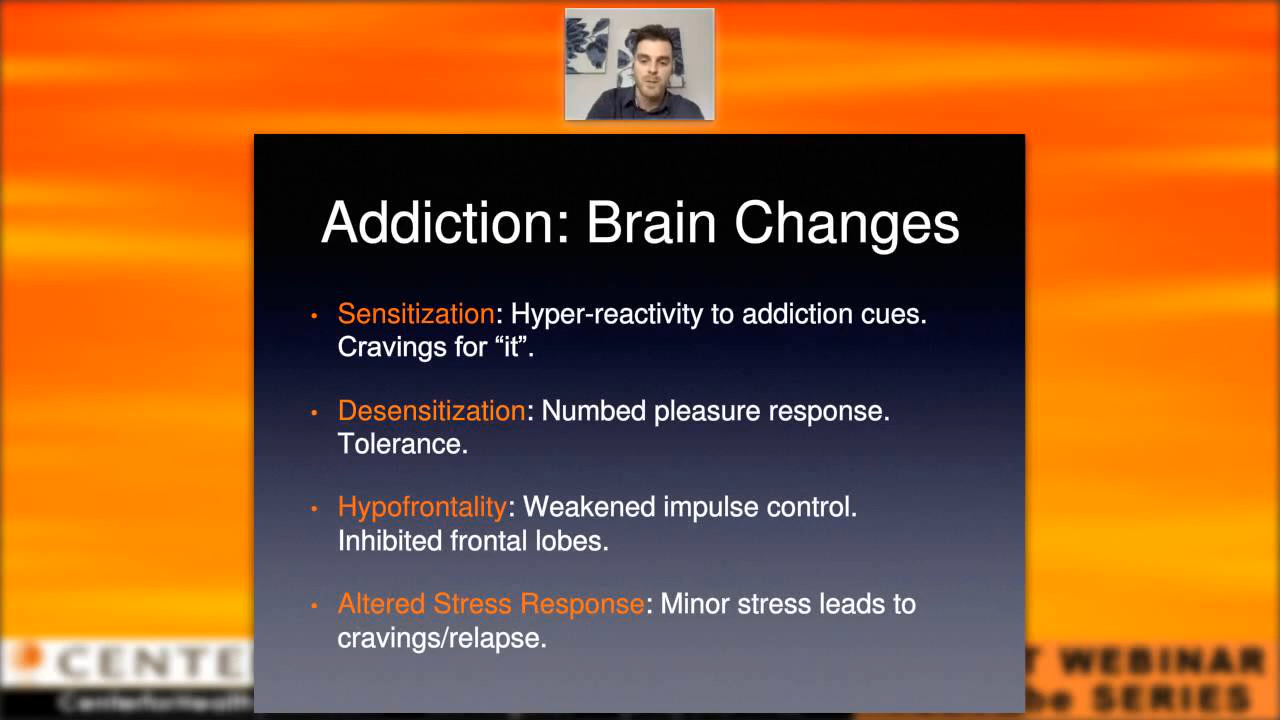 Addiction: Brain Changes
• Sensitization: Hyper-reactivity to addiction cues.
Cravings for “it”.
• Desensitization: Numbed pleasure response.
Tolerance.
• Hypofrontality: Weakened impulse control.
Inhibited frontal lobes.
• Altered Stress Response: Minor stress leads to
cravings/relapse.
CENTE
WEBINAR
CenterforHealth
SERIES